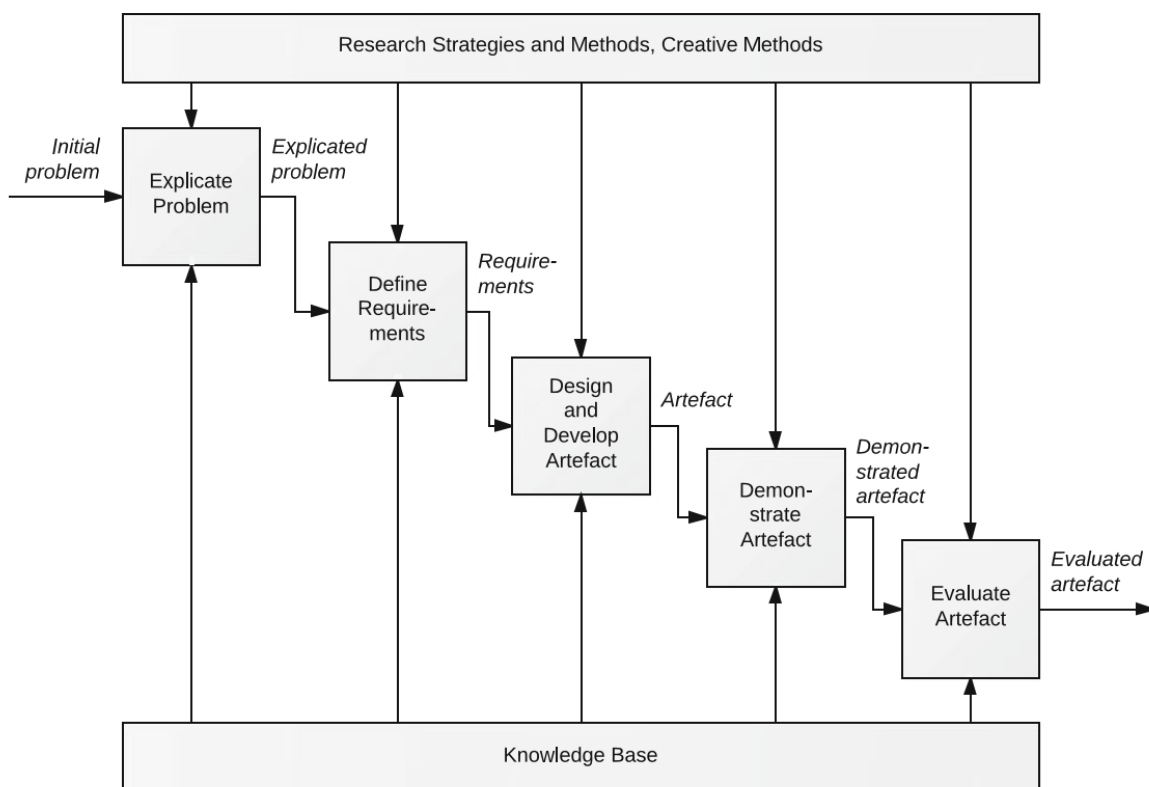 Research Strategies and Methods, Creative Methods
Initial
problem
Explicated
problem
Explicate
Problem
Define
Require-
ments
Require-
ments
Design
and
Develop
Artefact
Artefact
Demon-
strate
Artefact
Demon-
strated
artefact
Evaluate
Artefact
Evaluated
artefact
Knowledge Base